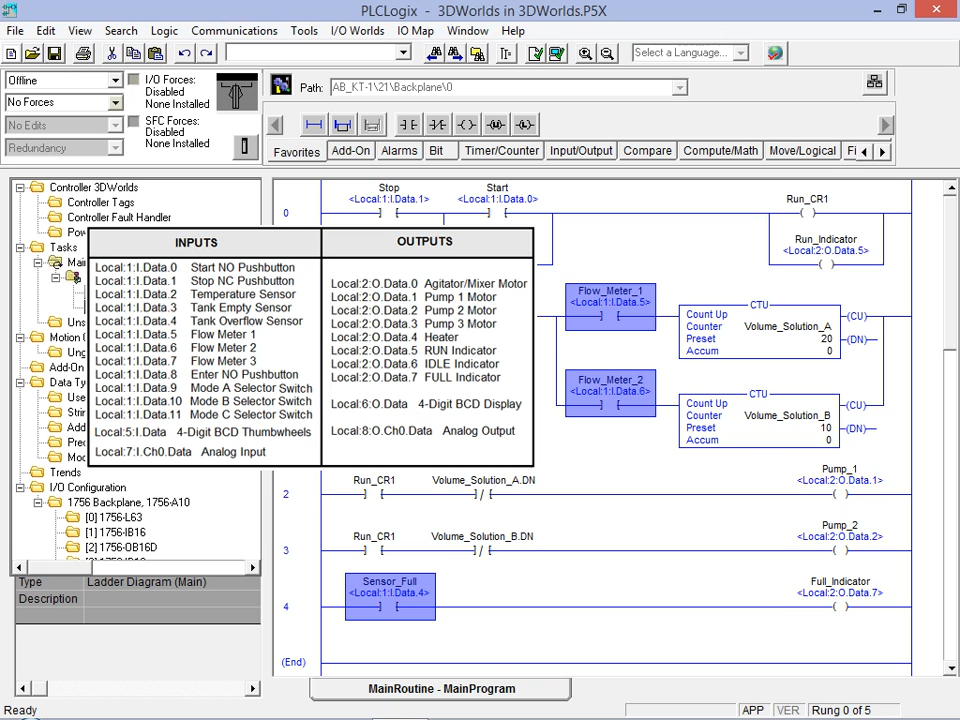 PLCLogix - 3DWorlds in 3DWorlds.P5X
File Edit View Search Logic Communications Tools I/O Worlds IO Map Window Help
Select a Language...
Offline
I/O Forces:
Disabled
None Installed
No Forces
No Edits
SFC Forces:
Disabled
None Installed
Redundancy
Path: AB_KT-1\21\Backplane\0
Favorites Add-On Alarms Bit Timer/Counter Input/Output Compare Compute/Math Move/Logical Fi
Controller 3DWorlds
Controller Tags
Controller Fault Handler
Pow
Tasks
Main
Uns
Motion
Ung
Add-On
Data Typ
Use
Strin
Add
Pred
Mod
Trends
I/O Configuration
1756 Backplane, 1756-A10
[0] 1756-L63
[1] 1756-IB16
[2] 1756-OB16D
Type Ladder Diagram (Main)
Description
INPUTS
Local:1:I.Data.0 Start NO Pushbutton
Local:1:I.Data.1 Stop NC Pushbutton
Local:1:I.Data.2 Temperature Sensor
Local:1:I.Data.3 Tank Empty Sensor
Local:1:I.Data.4 Tank Overflow Sensor
Local:1:I.Data.5 Flow Meter 1
Local:1:I.Data.6 Flow Meter 2
Local:1:I.Data.7 Flow Meter 3
Local:1:I.Data.8 Enter NO Pushbutton
Local:1:I.Data.9 Mode A Selector Switch
Local:1:I.Data.10 Mode B Selector Switch
Local:1:I.Data.11 Mode C Selector Switch
Local:5:I.Data 4-Digit BCD Thumbwheels
Local:7:I.Ch0.Data Analog Input
OUTPUTS
Local:2:O.Data.0 Agitator/Mixer Motor
Local:2:O.Data.1 Pump 1 Motor
Local:2:O.Data.2 Pump 2 Motor
Local:2:O.Data.3 Pump 3 Motor
Local:2:O.Data.4 Heater
Local:2:O.Data.5 RUN Indicator
Local:2:O.Data.6 IDLE Indicator
Local:2:O.Data.7 FULL Indicator
Local:6:O.Data 4-Digit BCD Display
Local:8:O.Ch0.Data Analog Output
Stop Start
<Local:1:I.Data.1> <Local:1:I.Data.0> Run_CR1
0
Run_Indicator
<Local:2:O.Data.5>
Flow_Meter_1
<Local:1:I.Data.5>
CTU
Count Up
Counter Volume_Solution_A
Preset 20
Accum 0
(CU)
(DN)
Flow_Meter_2
<Local:1:I.Data.6>
CTU
Count Up
Counter Volume_Solution_B
Preset 10
Accum 0
(CU)
(DN)
Run_CR1 Volume_Solution_A.DN Pump_1
<Local:2:O.Data.1>
2
Run_CR1 Volume_Solution_B.DN Pump_2
<Local:2:O.Data.2>
3
Sensor_Full Full_Indicator
<Local:1:I.Data.4> <Local:2:O.Data.7>
4
(End)
MainRoutine - MainProgram
Ready
APP VER Rung 0 of 5